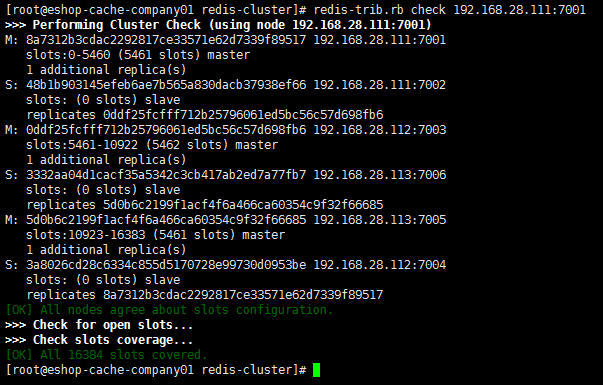 [root@eshop-cache-company01 redis-cluster]# redis-trib.rb check 192.168.28.111:7001
>>> Performing Cluster Check (using node 192.168.28.111:7001)
M: 8a7312b3cdac2292817ce33571e62d7339f89517 192.168.28.111:7001
   slots:0-5460 (5461 slots) master
   1 additional replica(s)
S: 48b1b903145efeb6ae7b565a830dacb37938ef66 192.168.28.111:7002
   slots: (0 slots) slave
   replicates 0ddf25fcfff712b25796061ed5bc56c57d698fb6
M: 0ddf25fcfff712b25796061ed5bc56c57d698fb6 192.168.28.112:7003
   slots:5461-10922 (5462 slots) master
   1 additional replica(s)
S: 3332aa04d1cacf35a5342c3cb417ab2ed7a77fb7 192.168.28.113:7006
   slots: (0 slots) slave
   replicates 5d0b6c2199f1acf4f6a466ca60354c9f32f66685
M: 5d0b6c2199f1acf4f6a466ca60354c9f32f66685 192.168.28.113:7005
   slots:10923-16383 (5461 slots) master
   1 additional replica(s)
S: 3a8026cd28c6334c855d5170728e99730d0953be 192.168.28.112:7004
   slots: (0 slots) slave
   replicates 8a7312b3cdac2292817ce33571e62d7339f89517
[OK] All nodes agree about slots configuration.
>>> Check for open slots...
>>> Check slots coverage...
[OK] All 16384 slots covered.
[root@eshop-cache-company01 redis-cluster]#